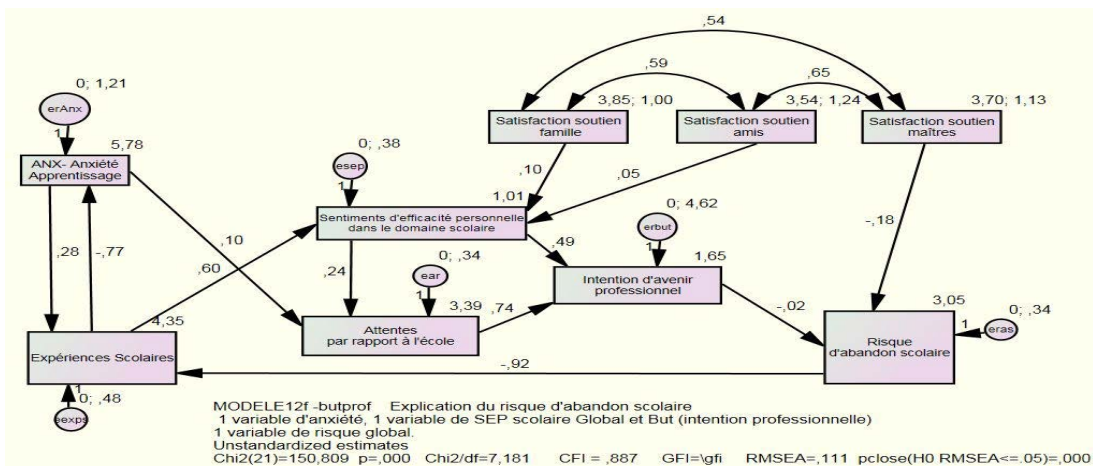 ,54
,59
,65
0; 1,21
erAnx
1
5,78
ANX- Anxiété
Apprentissage
0; ,38
esep
1
3,85; 1,00
Satisfaction soutien
famille
3,54; 1,24
Satisfaction soutien
amis
3,70; 1,13
Satisfaction soutien
maîtres
,10
,05
1,01
Sentiments d'efficacité personnelle
dans le domaine scolaire
-,18
,28
-,77
,60
,10
,24
,49
0; ,34
ear
1
0; 4,62
erbut
1
1,65
Intention d'avenir
professionnel
3,39
,74
Attentes
par rapport à l'école
-,02
3,05
Risque
d'abandon scolaire
0; ,34
1
eras
4,35
Expériences Scolaires
-,92
1
0; ,48
eexps
MODELE12f -butprof Explication du risque d'abandon scolaire
1 variable d'anxiété, 1 variable de SEP scolaire Global et But (intention professionnelle)
1 variable de risque global.
Unstandardized estimates
Chi2(21)=150,809 p=,000 Chi2/df=7,181 CFI = ,887 GFI=\gfi RMSEA=,111 pclose(H0 RMSEA<=.05)=,000